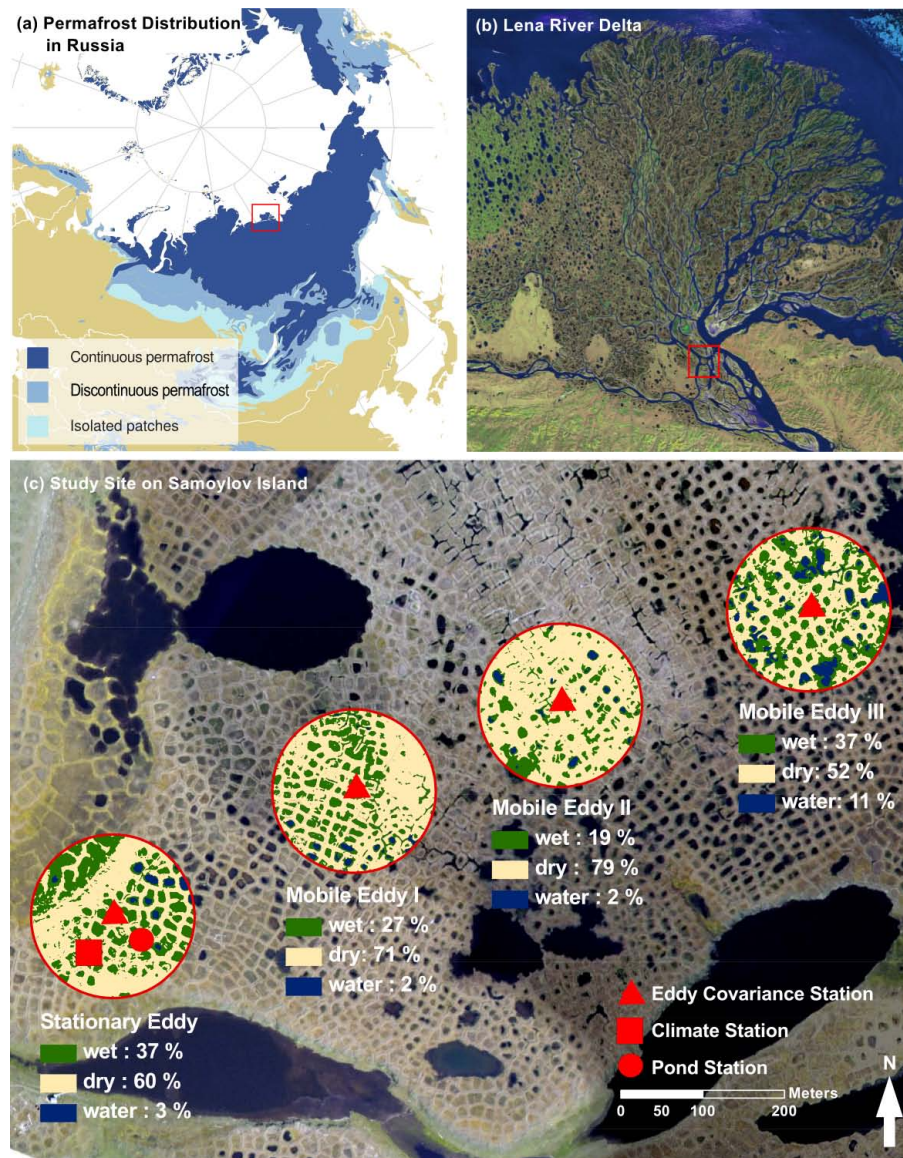 (a) Permafrost Distribution
in Russia
Continuous permafrost
Discontinuous permafrost
Isolated patches
(b) Lena River Delta
(c) Study Site on Samoylov Island
Mobile Eddy III
wet : 37 %
dry: 52 %
water: 11 %
Mobile Eddy II
wet : 19 %
dry : 79 %
water : 2 %
Mobile Eddy I
wet : 27 %
dry: 71 %
water : 2 %
Stationary Eddy
wet : 37 %
dry : 60 %
water : 3 %
Eddy Covariance Station
Climate Station
Pond Station
Meters
0 50 100 200
N